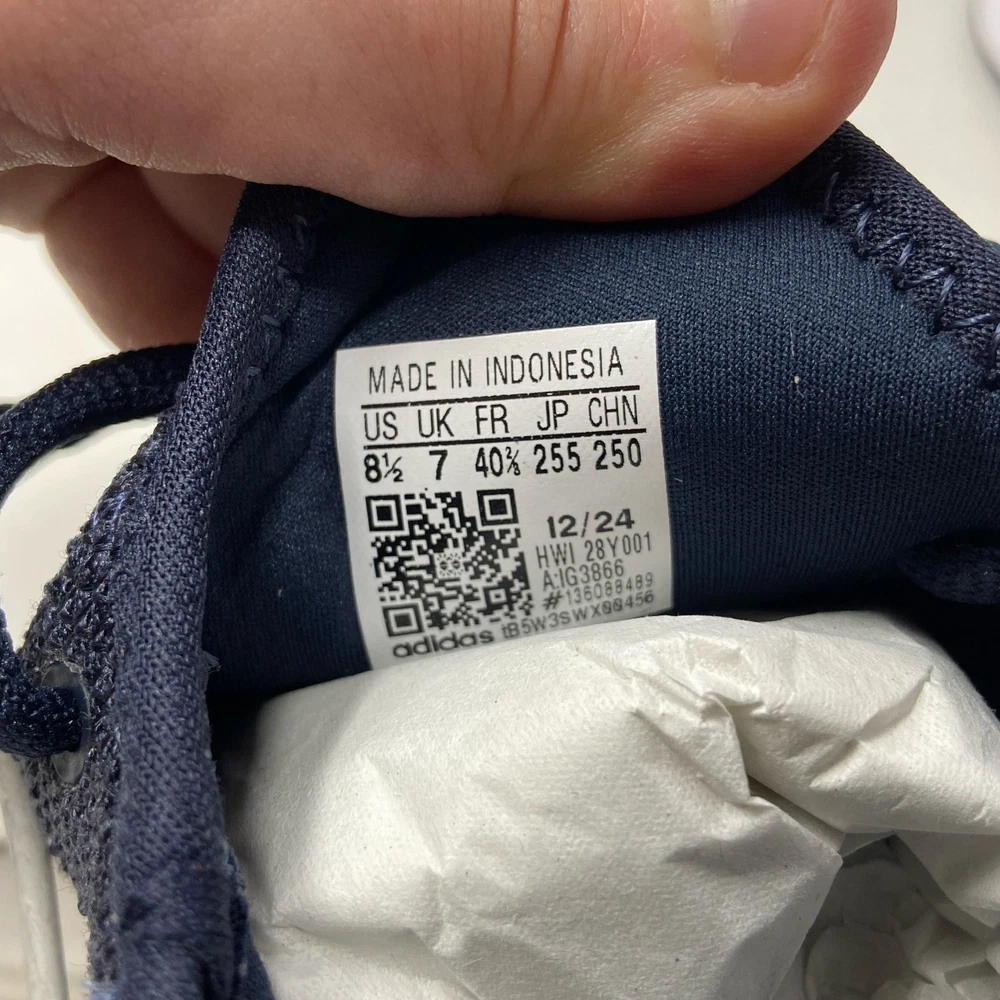 MADE IN INDONESIA
US UK FR JP CHN
8½ 7 40⅔ 255 250
12/24
HWI 28Y001
A:IG3866
#136088489
adidas tB5W3SWX00456